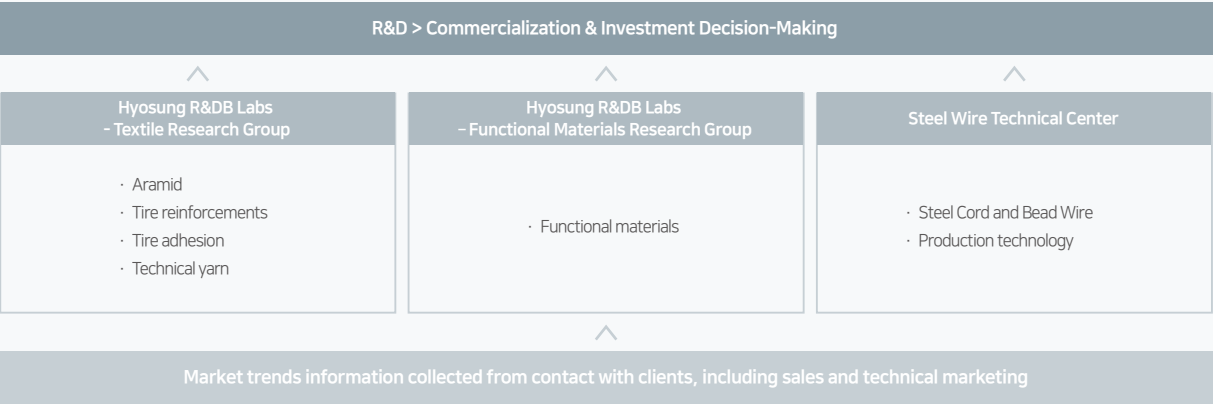 R&D > Commercialization & Investment Decision-Making
Hyosung R&DB Labs
- Textile Research Group
· Aramid
· Tire reinforcements
· Tire adhesion
· Technical yarn
Hyosung R&DB Labs
– Functional Materials Research Group
· Functional materials
Steel Wire Technical Center
· Steel Cord and Bead Wire
· Production technology
Market trends information collected from contact with clients, including sales and technical marketing